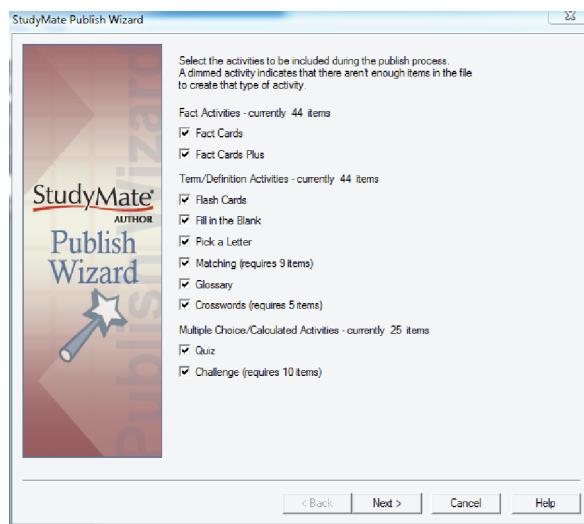 StudyMate Publish Wizard
Select the activities to be included during the publish process.
A dimmed activity indicates that there aren't enough items in the file
to create that type of activity.
Fact Activities - currently 44 items
Fact Cards
Fact Cards Plus
Term/Definition Activities - currently 44 items
Flash Cards
Fill in the Blank
Pick a Letter
Matching (requires 9 items)
Glossary
Crosswords (requires 5 items)
Multiple Choice/Calculated Activities - currently 25 items
Quiz
Challenge (requires 10 items)
StudyMate
AUTHOR
Publish
Wizard
Publish Wizard
< Back
Next >
Cancel
Help